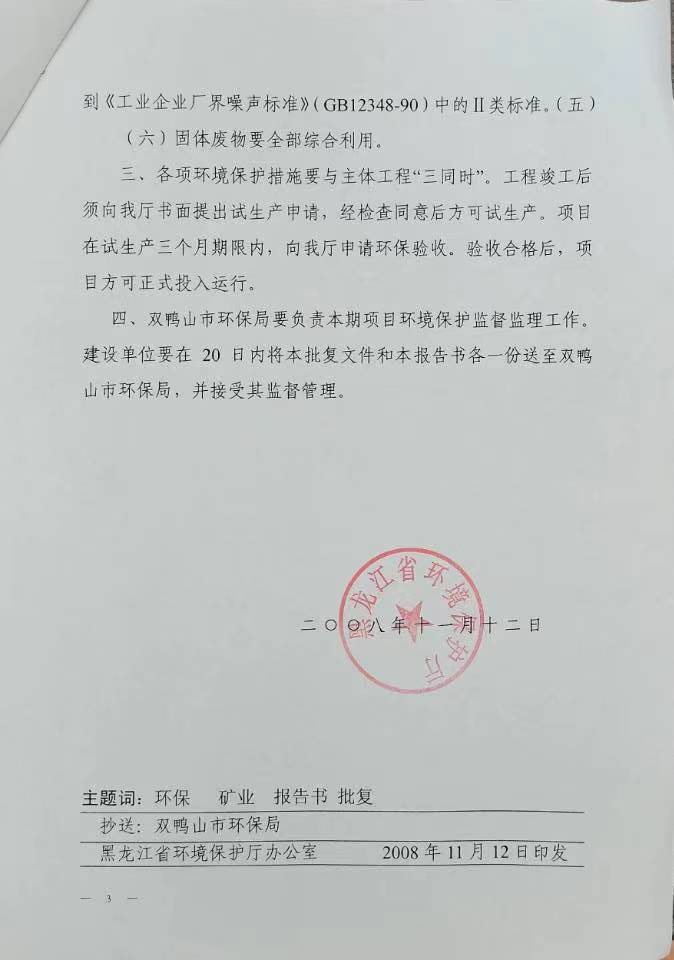 到《工业企业厂界噪声标准》（GB12348-90）中的Ⅱ类标准。（五）
（六）固体废物要全部综合利用。
三、各项环境保护措施要与主体工程“三同时”。工程竣工后
须向我厅书面提出试生产申请，经检查同意后方可试生产。项目
在试生产三个月期限内，向我厅申请环保验收。验收合格后，项
目方可正式投入运行。
四、双鸭山市环保局要负责本期项目环境保护监督监理工作。
建设单位要在 20 日内将本批复文件和本报告书各一份送至双鸭
山市环保局，并接受其监督管理。
黑龙江省环境保护厅
二〇〇八年十一月十二日
主题词：环保 矿业 报告书 批复
抄送：双鸭山市环保局
黑龙江省环境保护厅办公室 2008 年 11 月 12 日印发
— 3 —